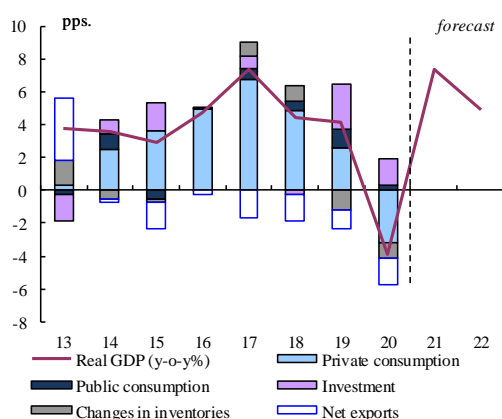 pps.
forecast
10
8
6
4
2
0
-2
-4
-6
-8
13 14 15 16 17 18 19 20 21 22
Real GDP (y-o-y%) Private consumption
Public consumption Investment
Changes in inventories Net exports